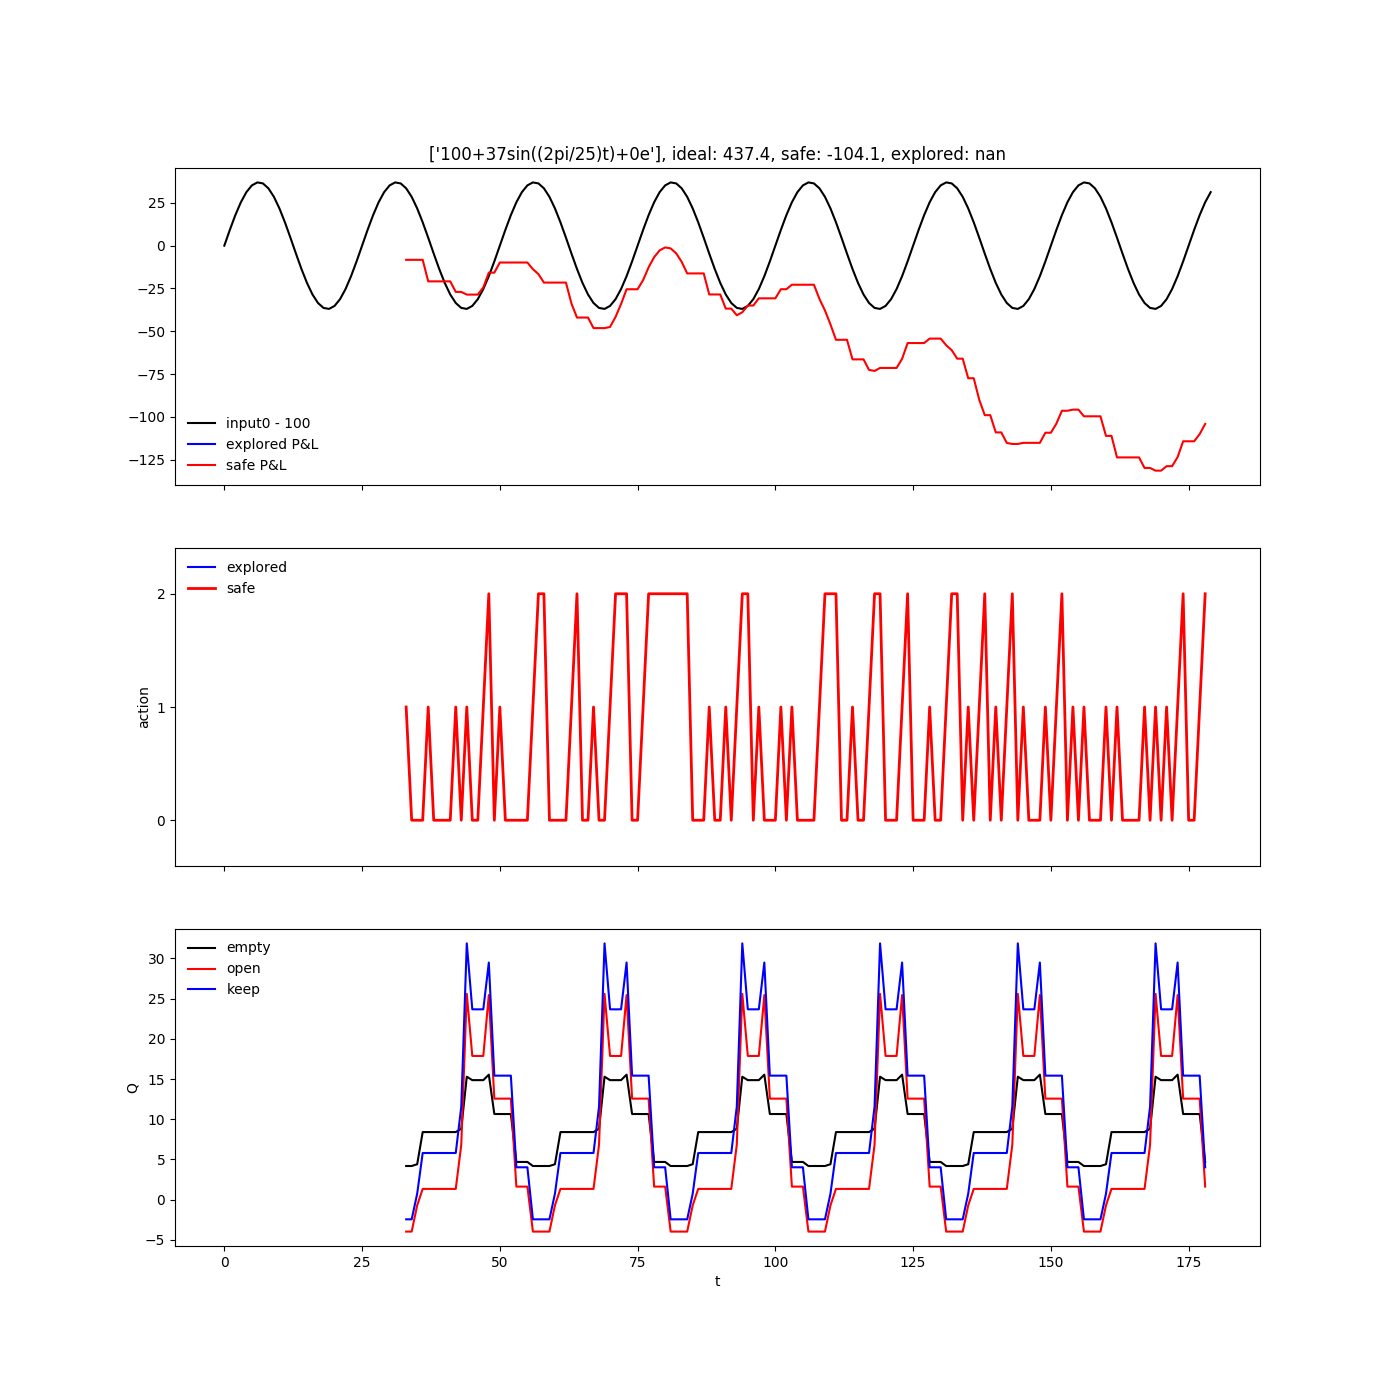 ['100+37sin((2pi/25)t)+0e'], ideal: 437.4, safe: -104.1, explored: nan
25
0
−25
−50
−75
−100
−125
input0 - 100
explored P&L
safe P&L
2
1
0
action
explored
safe
30
25
20
15
10
5
0
−5
Q
empty
open
keep
0 25 50 75 100 125 150 175
t